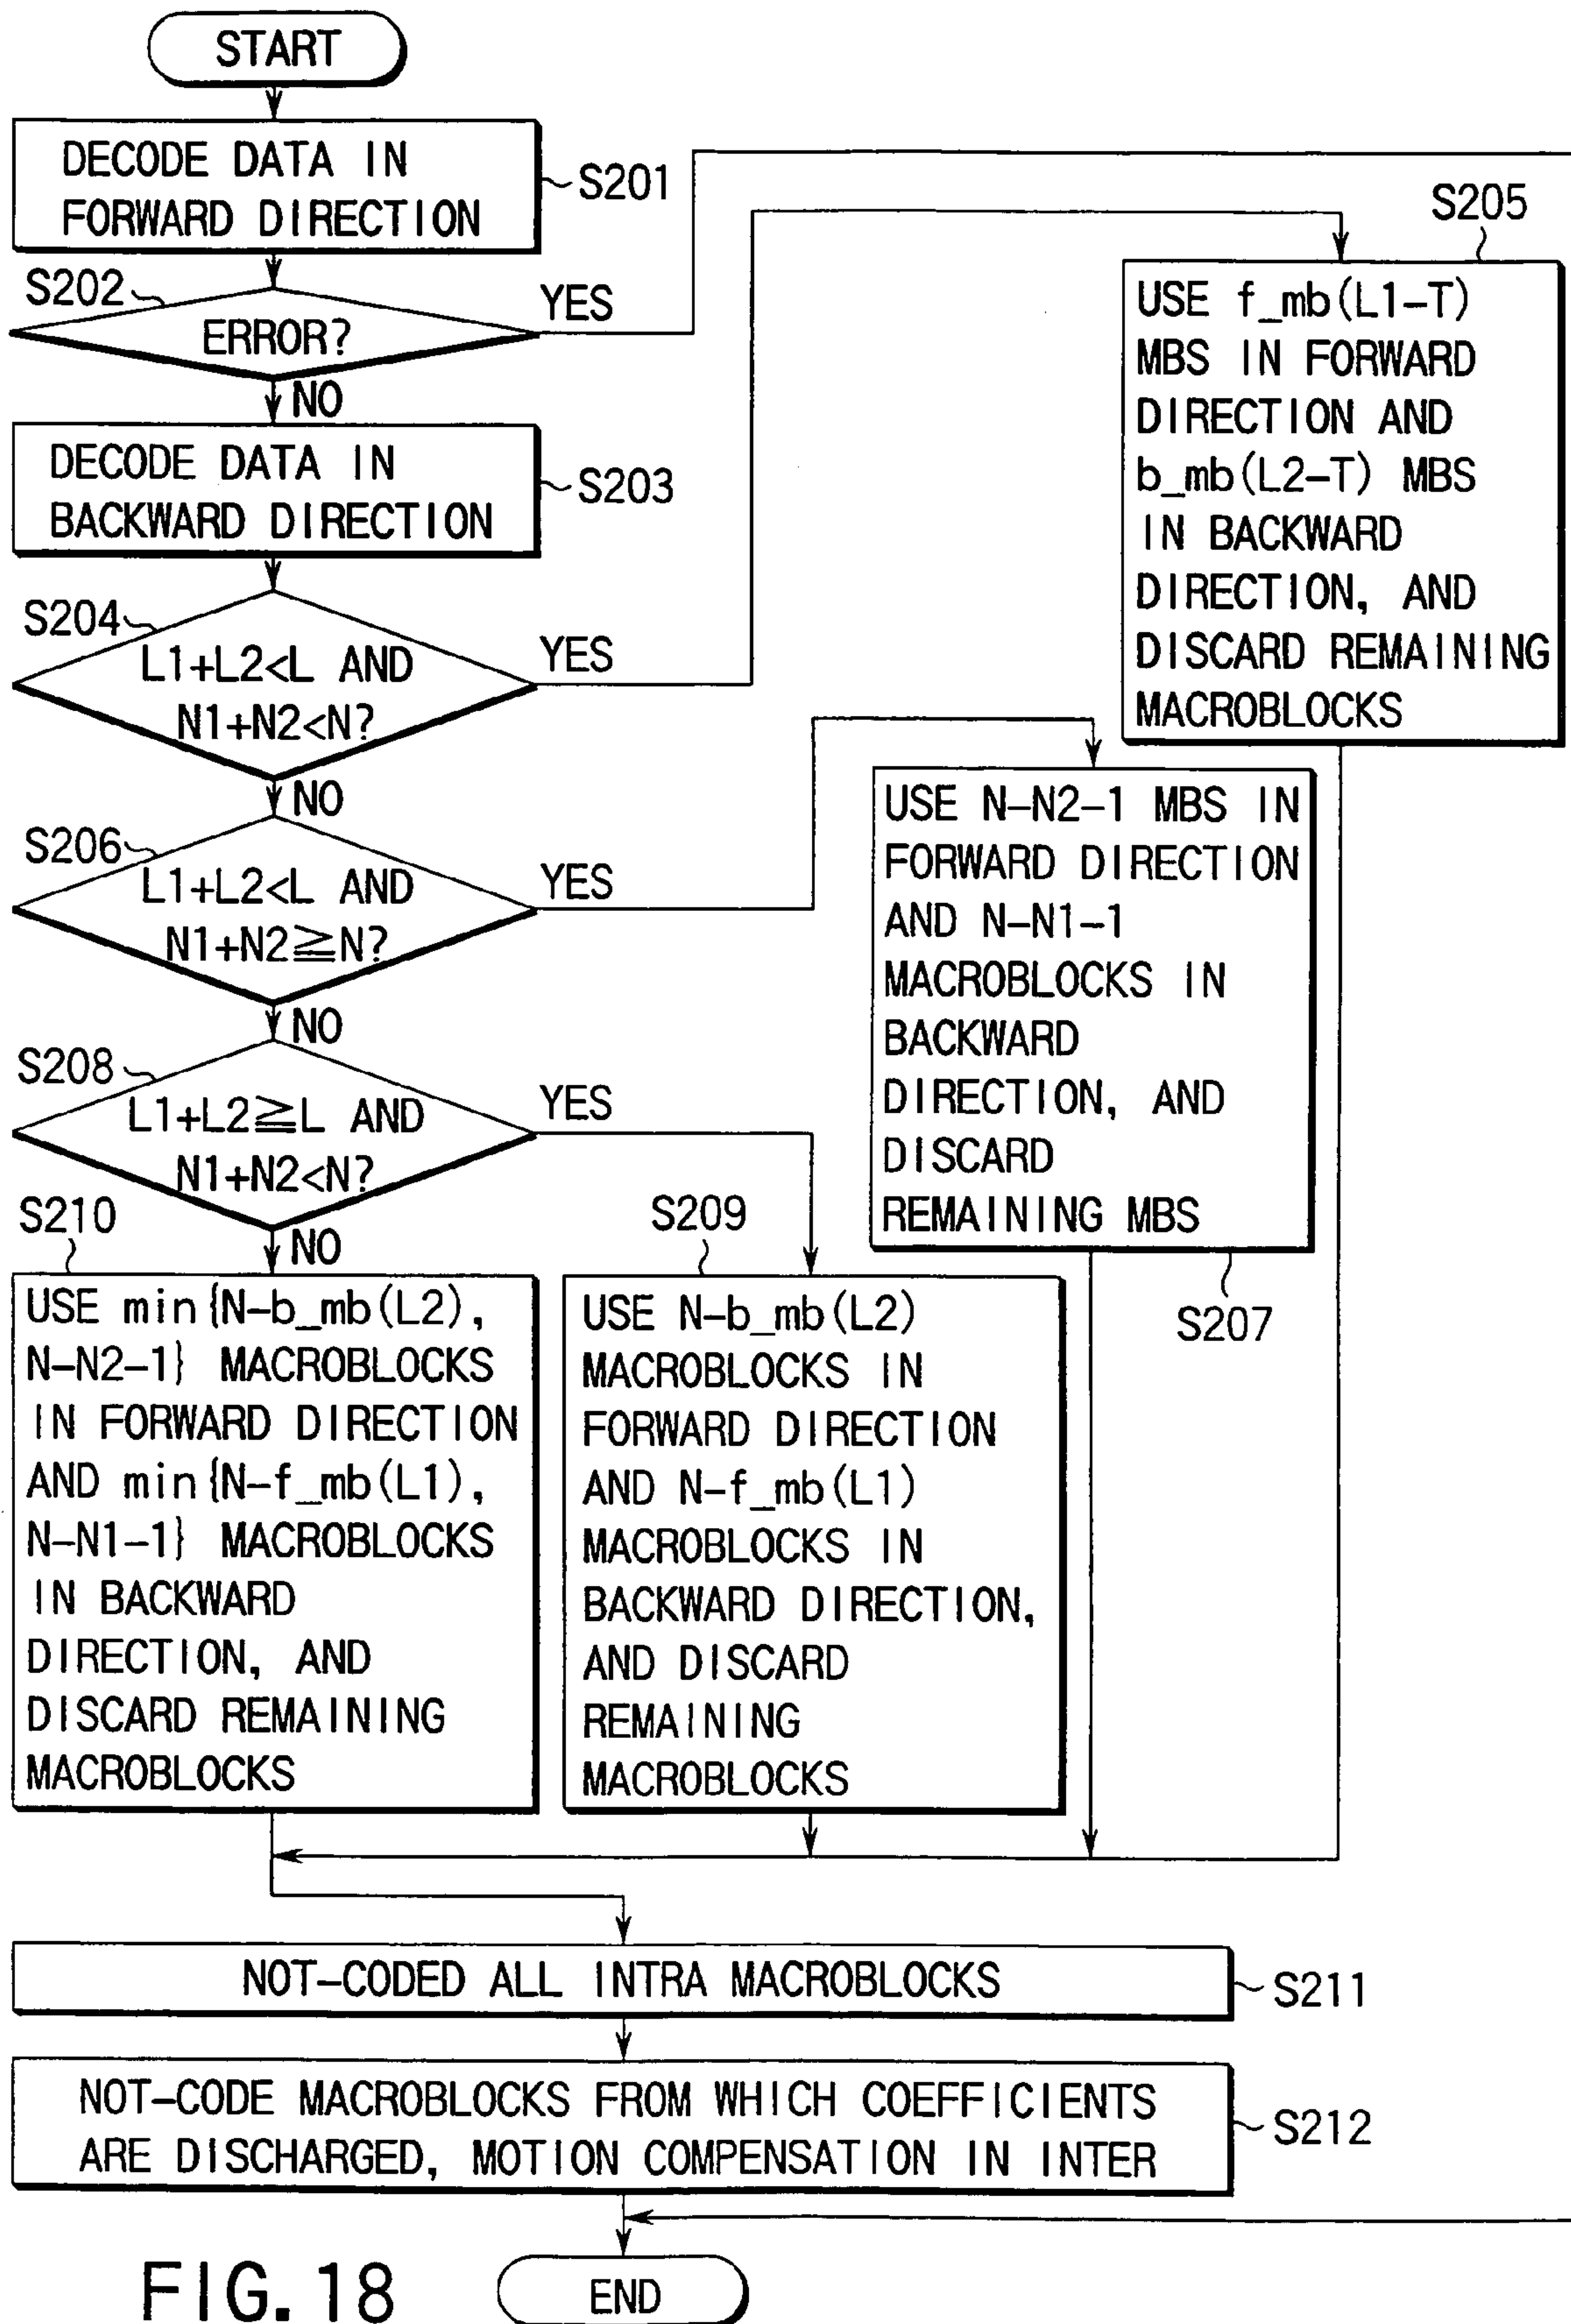 START
DECODE DATA IN
FORWARD DIRECTION
S201
S202
ERROR?
YES
NO
DECODE DATA IN
BACKWARD DIRECTION
S203
S204
L1+L2<L AND
N1+N2<N?
YES
NO
S205
USE f_mb(L1-T)
MBS IN FORWARD
DIRECTION AND
b_mb(L2-T) MBS
IN BACKWARD
DIRECTION, AND
DISCARD REMAINING
MACROBLOCKS
S206
L1+L2<L AND
N1+N2≧N?
YES
NO
USE N-N2-1 MBS IN
FORWARD DIRECTION
AND N-N1-1
MACROBLOCKS IN
BACKWARD
DIRECTION, AND
DISCARD
REMAINING MBS
S207
S208
L1+L2≧L AND
N1+N2<N?
YES
NO
S210
USE min{N-b_mb(L2),
N-N2-1} MACROBLOCKS
IN FORWARD DIRECTION
AND min{N-f_mb(L1),
N-N1-1} MACROBLOCKS
IN BACKWARD
DIRECTION, AND
DISCARD REMAINING
MACROBLOCKS
S209
USE N-b_mb(L2)
MACROBLOCKS IN
FORWARD DIRECTION
AND N-f_mb(L1)
MACROBLOCKS IN
BACKWARD DIRECTION,
AND DISCARD
REMAINING
MACROBLOCKS
NOT-CODED ALL INTRA MACROBLOCKS
S211
NOT-CODE MACROBLOCKS FROM WHICH COEFFICIENTS
ARE DISCHARGED, MOTION COMPENSATION IN INTER
S212
END
FIG. 18